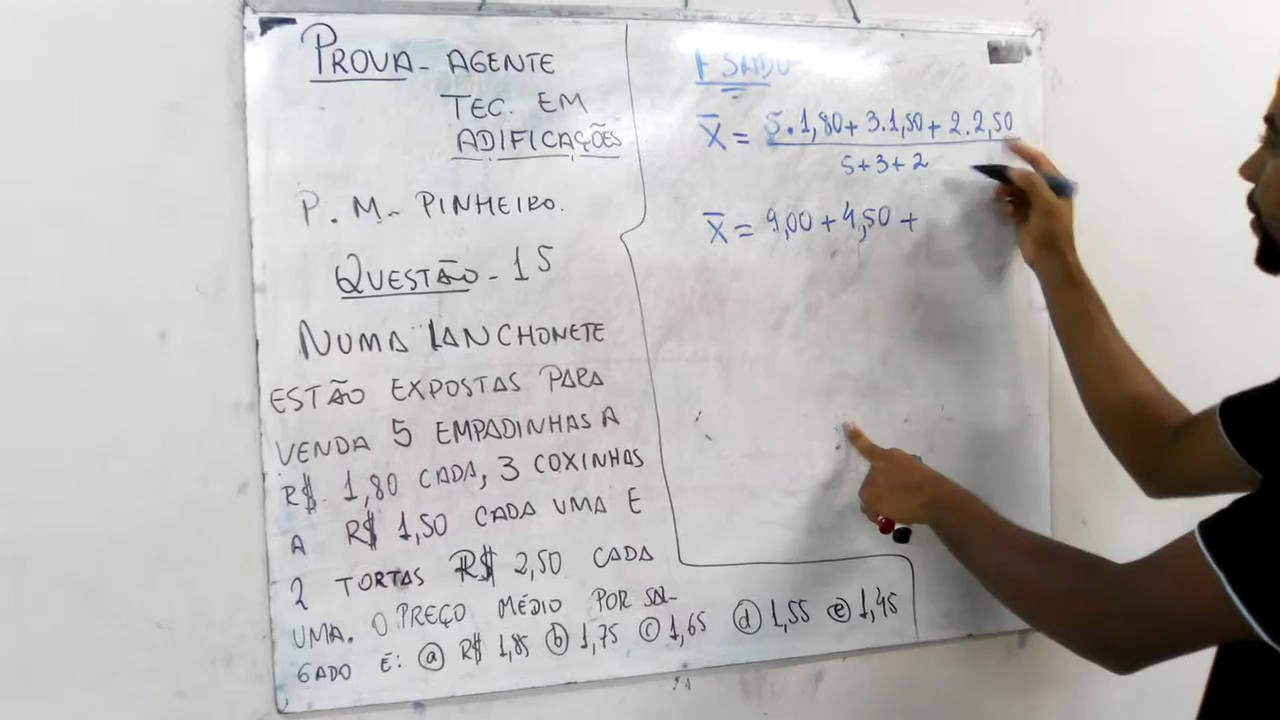 PROVA - AGENTE
TEC. EM
ADIFICAÇÕES
P. M - PINHEIRO.
QUESTÃO - 15
NUMA LANCHONETE
ESTÃO EXPOSTAS PARA
VENDA 5 EMPADINHAS A
R$. 1,80 CADA, 3 COXINHAS
A R$ 1,50 CADA UMA E
2 TORTAS R$ 2,50 CADA
UMA. O PREÇO MÉDIO POR SAL-
GADO É: ⓐ R$ 1,85 ⓑ 1,75 ⓒ 1,65 ⓓ 1,55 ⓔ 1,45
X̄ = 5.1,80 + 3.1,50 + 2.2,50
5+3+2
X̄ = 9,00 + 4,50 +